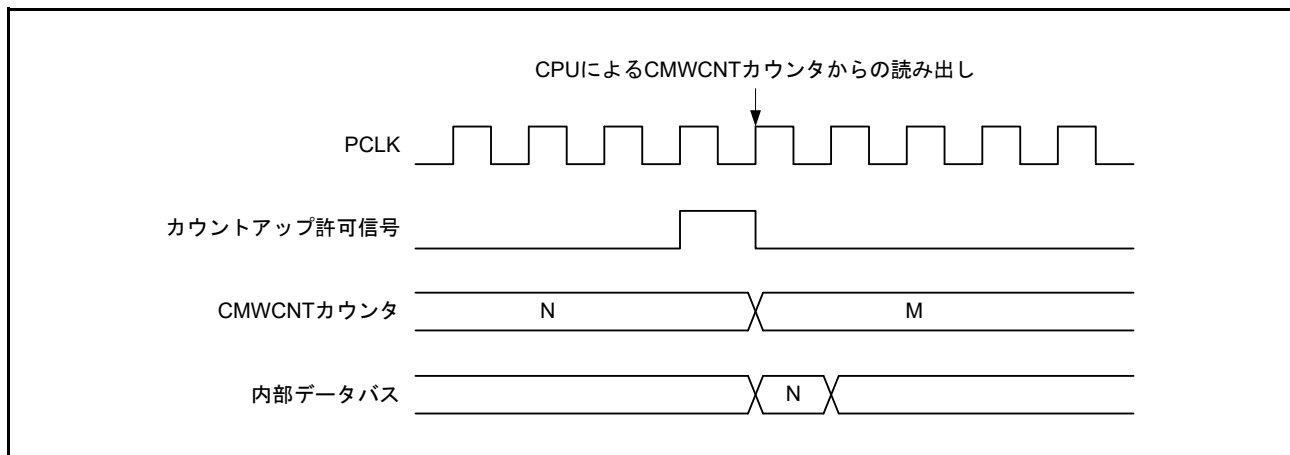 CPUによるCMWCNTカウンタからの読み出し
PCLK
カウントアップ許可信号
CMWCNTカウンタ
N
M
内部データバス
N